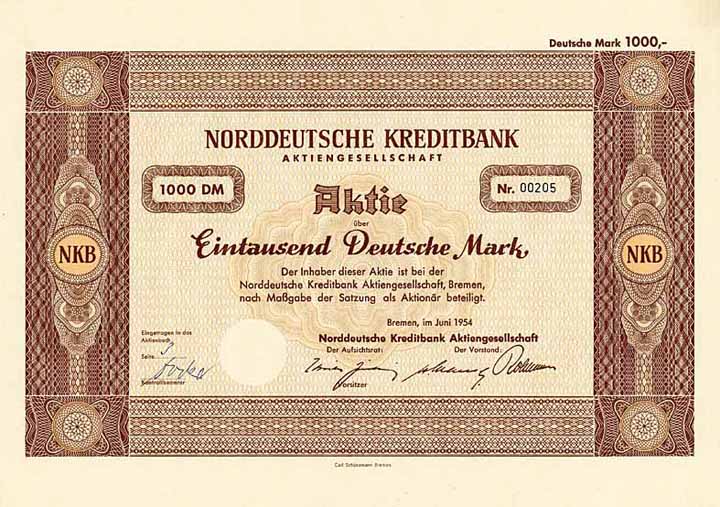 Deutsche Mark 1000,-
NORDDEUTSCHE KREDITBANK
AKTIENGESELLSCHAFT
1000 DM
Aktie
Nr. 00205
über
Eintausend Deutsche Mark
NKB
NKB
Der Inhaber dieser Aktie ist bei der
Norddeutsche Kreditbank Aktiengesellschaft, Bremen,
nach Maßgabe der Satzung als Aktionär beteiligt.
Bremen, im Juni 1954
Norddeutsche Kreditbank Aktiengesellschaft
Der Aufsichtsrat:
Der Vorstand:
Vorsitzer
Eingetragen in das
Aktienbuch
Seite
Kontrollbeamter
Carl Schünemann Bremen